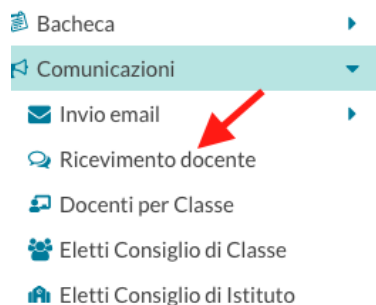 Bacheca
Comunicazioni
Invio email
Ricevimento docente
Docenti per Classe
Eletti Consiglio di Classe
Eletti Consiglio di Istituto